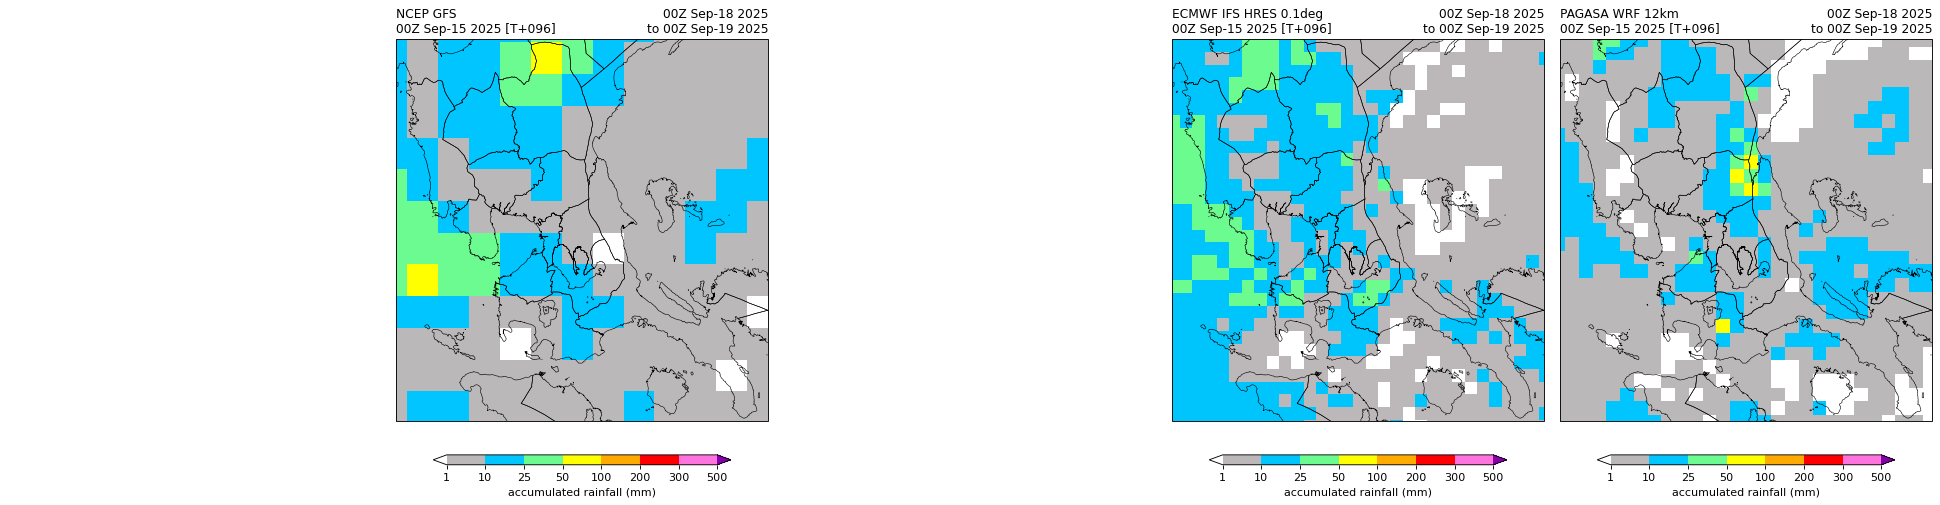 NCEP GFS 00Z Sep-18 2025
00Z Sep-15 2025 [T+096] to 00Z Sep-19 2025
1 10 25 50 100 200 300 500
accumulated rainfall (mm)
ECMWF IFS HRES 0.1deg 00Z Sep-18 2025
00Z Sep-15 2025 [T+096] to 00Z Sep-19 2025
1 10 25 50 100 200 300 500
accumulated rainfall (mm)
PAGASA WRF 12km 00Z Sep-18 2025
00Z Sep-15 2025 [T+096] to 00Z Sep-19 2025
1 10 25 50 100 200 300 500
accumulated rainfall (mm)